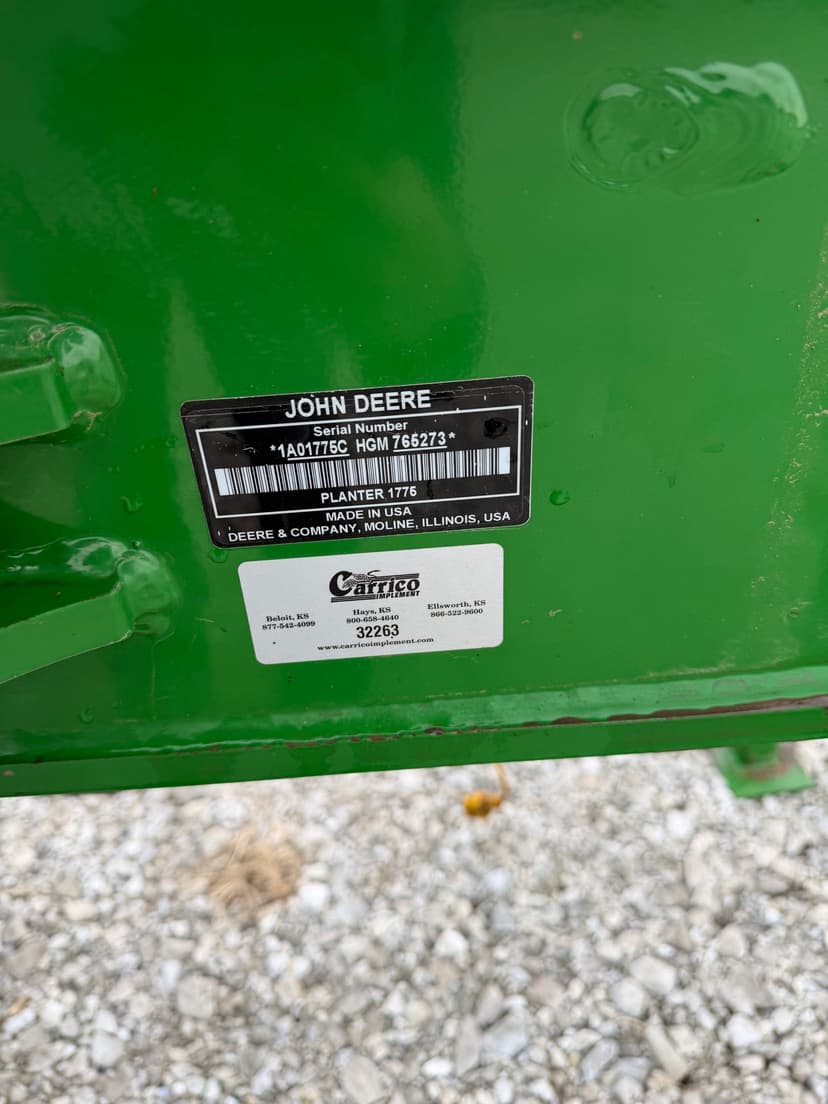 JOHN DEERE
Serial Number
*1A01775C HGM 765273*
PLANTER 1775
MADE IN USA
DEERE & COMPANY, MOLINE, ILLINOIS, USA
Carrico
IMPLEMENT
Beloit, KS Hays, KS Ellsworth, KS
877-542-4099 800-658-4640 866-522-9600
32263
www.carricoimplement.com